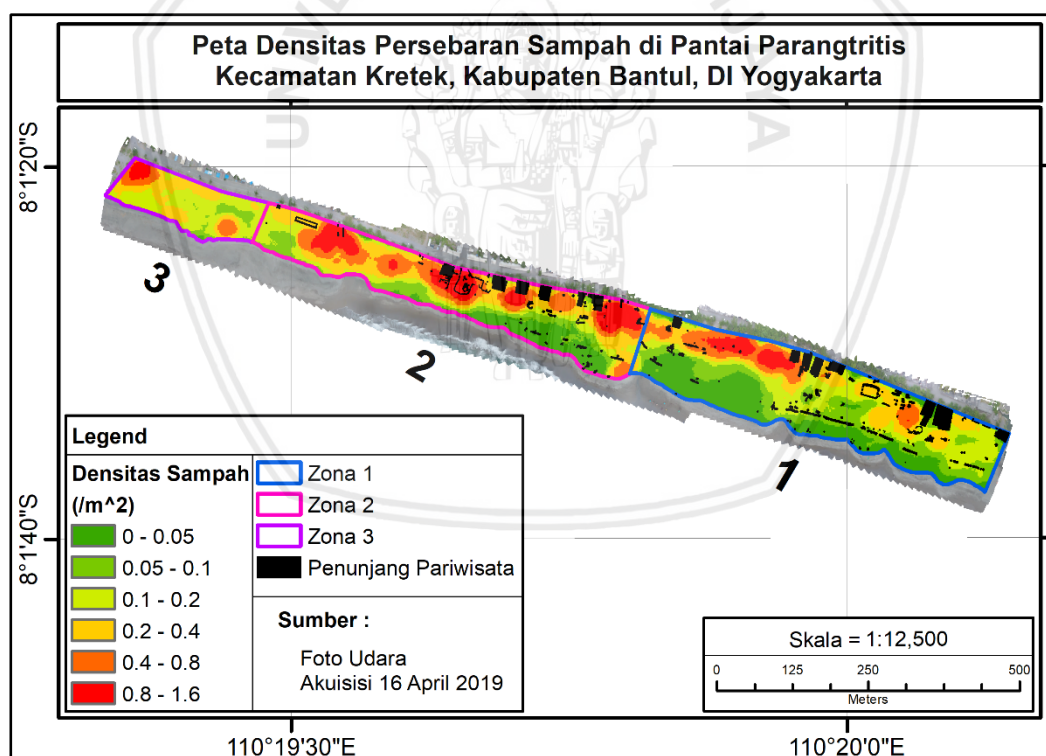 Peta Densitas Persebaran Sampah di Pantai Parangtritis
Kecamatan Kretek, Kabupaten Bantul, DI Yogyakarta
8°1'20"S
8°1'40"S
3
2
1
Legend
Densitas Sampah
(/m^2)
0 - 0.05
0.05 - 0.1
0.1 - 0.2
0.2 - 0.4
0.4 - 0.8
0.8 - 1.6
Zona 1
Zona 2
Zona 3
Penunjang Pariwisata
Sumber :
Foto Udara
Akuisisi 16 April 2019
Skala = 1:12,500
0 125 250 500
Meters
110°19'30"E
110°20'0"E